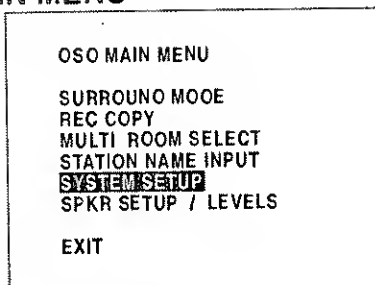 OSO MAIN MENU
SURROUNO MOOE
REC COPY
MULTI ROOM SELECT
STATION NAME INPUT
SYSTEM SETUP
SPKR SETUP / LEVELS
EXIT